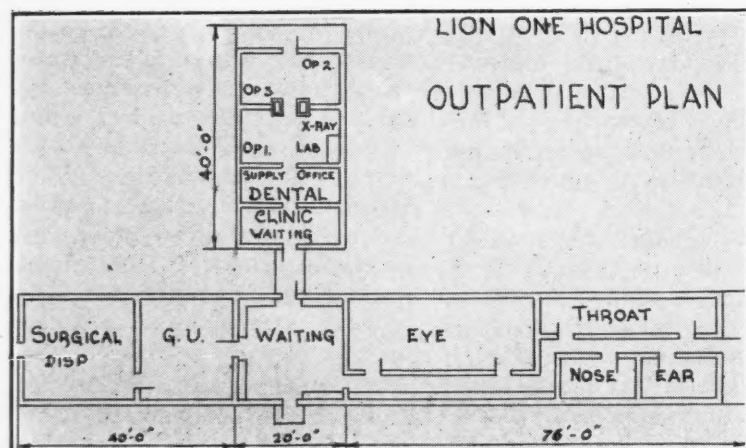 LION ONE HOSPITAL
OUTPATIENT PLAN
OP 2.
OP 3.
X-RAY
OP 1. LAB
SUPPLY OFFICE
DENTAL
CLINIC
WAITING
40'-0"
SURGICAL
DISP
G. U.
WAITING
EYE
THROAT
NOSE
EAR
40'-0" 20'-0" 76'-0"